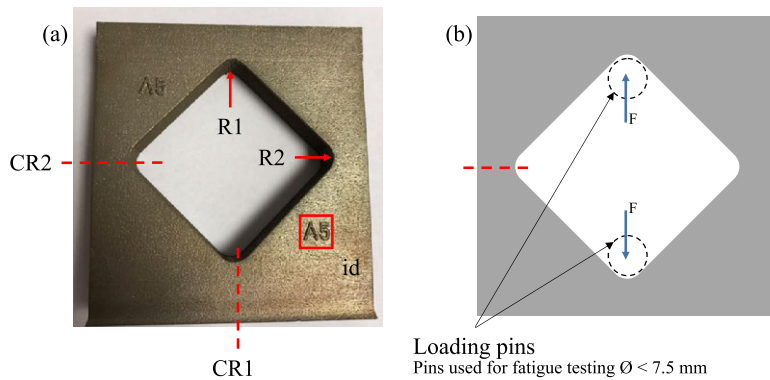 (a)
A5
R1
R2
CR2
A5
id
CR1
(b)
F
F
Loading pins
Pins used for fatigue testing Ø < 7.5 mm